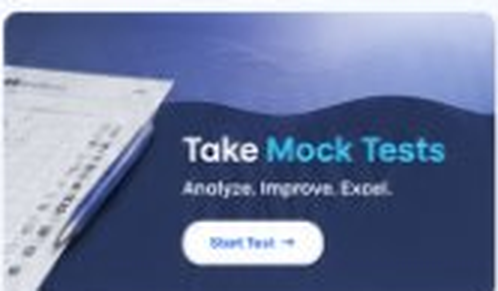 Take Mock Tests
Analyze. Improve. Excel.
Start Test →